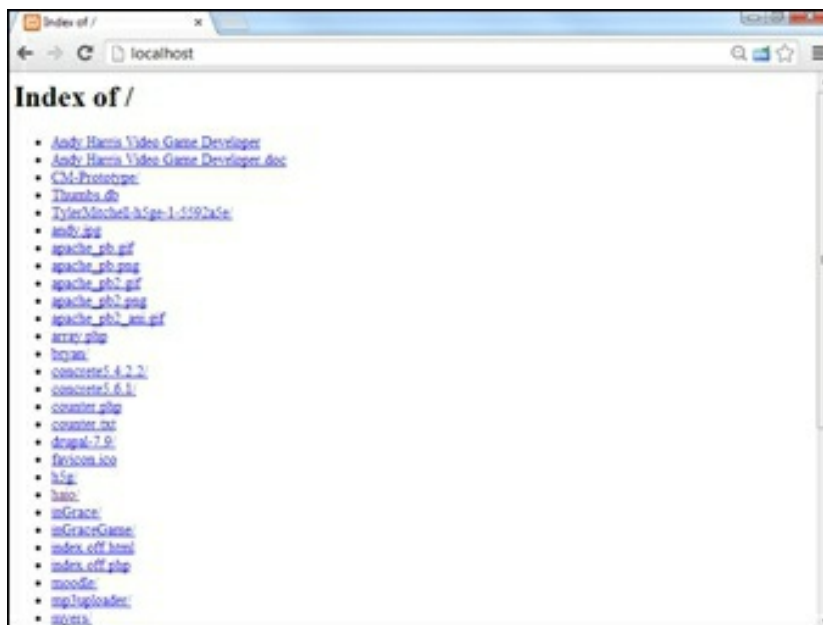 Index of /
localhost
Index of /
Andy Harris Video Game Developer
Andy Harris Video Game Developer.doc
CM-Prototype/
Thumbs.db
TylerMitchell-h5ge-1-5592a5e/
andy.jpg
apache_pb.gif
apache_pb.png
apache_pb2.gif
apache_pb2.png
apache_pb2_ani.gif
array.php
bryan/
concrete5.4.2.2/
concrete5.6.1/
counter.php
counter.txt
drupal-7.9/
favicon.ico
h5g/
haio/
inGrace/
inGraceGame/
index.off.html
index.off.php
moodle/
mp3uploader/
myers/